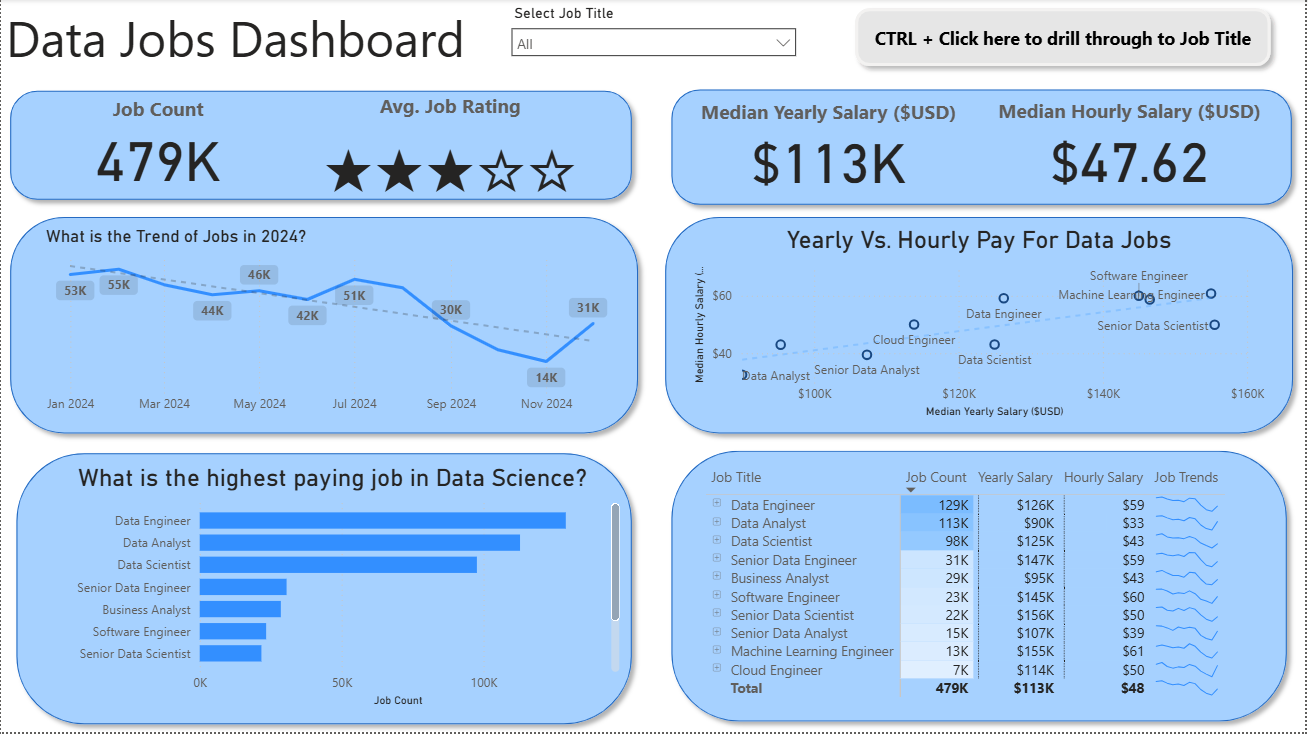 Data Jobs Dashboard
Select Job Title
All
CTRL + Click here to drill through to Job Title
Job Count
Avg. Job Rating
479K
Median Yearly Salary ($USD)
Median Hourly Salary ($USD)
$113K
$47.62
What is the Trend of Jobs in 2024?
53K
55K
44K
46K
42K
51K
30K
14K
31K
Jan 2024
Mar 2024
May 2024
Jul 2024
Sep 2024
Nov 2024
Yearly Vs. Hourly Pay For Data Jobs
Median Hourly Salary (...
$60
$40
Software Engineer
Machine Learning Engineer
Data Engineer
Senior Data Scientist
Cloud Engineer
Data Scientist
Senior Data Analyst
Data Analyst
$100K
$120K
$140K
$160K
Median Yearly Salary ($USD)
What is the highest paying job in Data Science?
Data Engineer
Data Analyst
Data Scientist
Senior Data Engineer
Business Analyst
Software Engineer
Senior Data Scientist
0K
50K
100K
Job Count
Job Title Job Count Yearly Salary Hourly Salary Job Trends
Data Engineer 129K $126K $59
Data Analyst 113K $90K $33
Data Scientist 98K $125K $43
Senior Data Engineer 31K $147K $59
Business Analyst 29K $95K $43
Software Engineer 23K $145K $60
Senior Data Scientist 22K $156K $50
Senior Data Analyst 15K $107K $39
Machine Learning Engineer 13K $155K $61
Cloud Engineer 7K $114K $50
Total 479K $113K $48